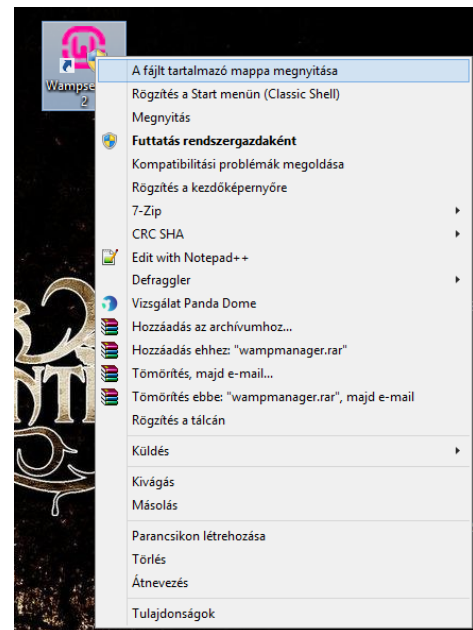 Wampse
2
A fájlt tartalmazó mappa megnyitása
Rögzítés a Start menün (Classic Shell)
Megnyitás
Futtatás rendszergazdaként
Kompatibilitási problémák megoldása
Rögzítés a kezdőképernyőre
7-Zip
CRC SHA
Edit with Notepad++
Defraggler
Vizsgálat Panda Dome
Hozzáadás az archívumhoz...
Hozzáadás ehhez: "wampmanager.rar"
Tömörítés, majd e-mail...
Tömörítés ebbe: "wampmanager.rar", majd e-mail
Rögzítés a tálcán
Küldés
Kivágás
Másolás
Parancsikon létrehozása
Törlés
Átnevezés
Tulajdonságok